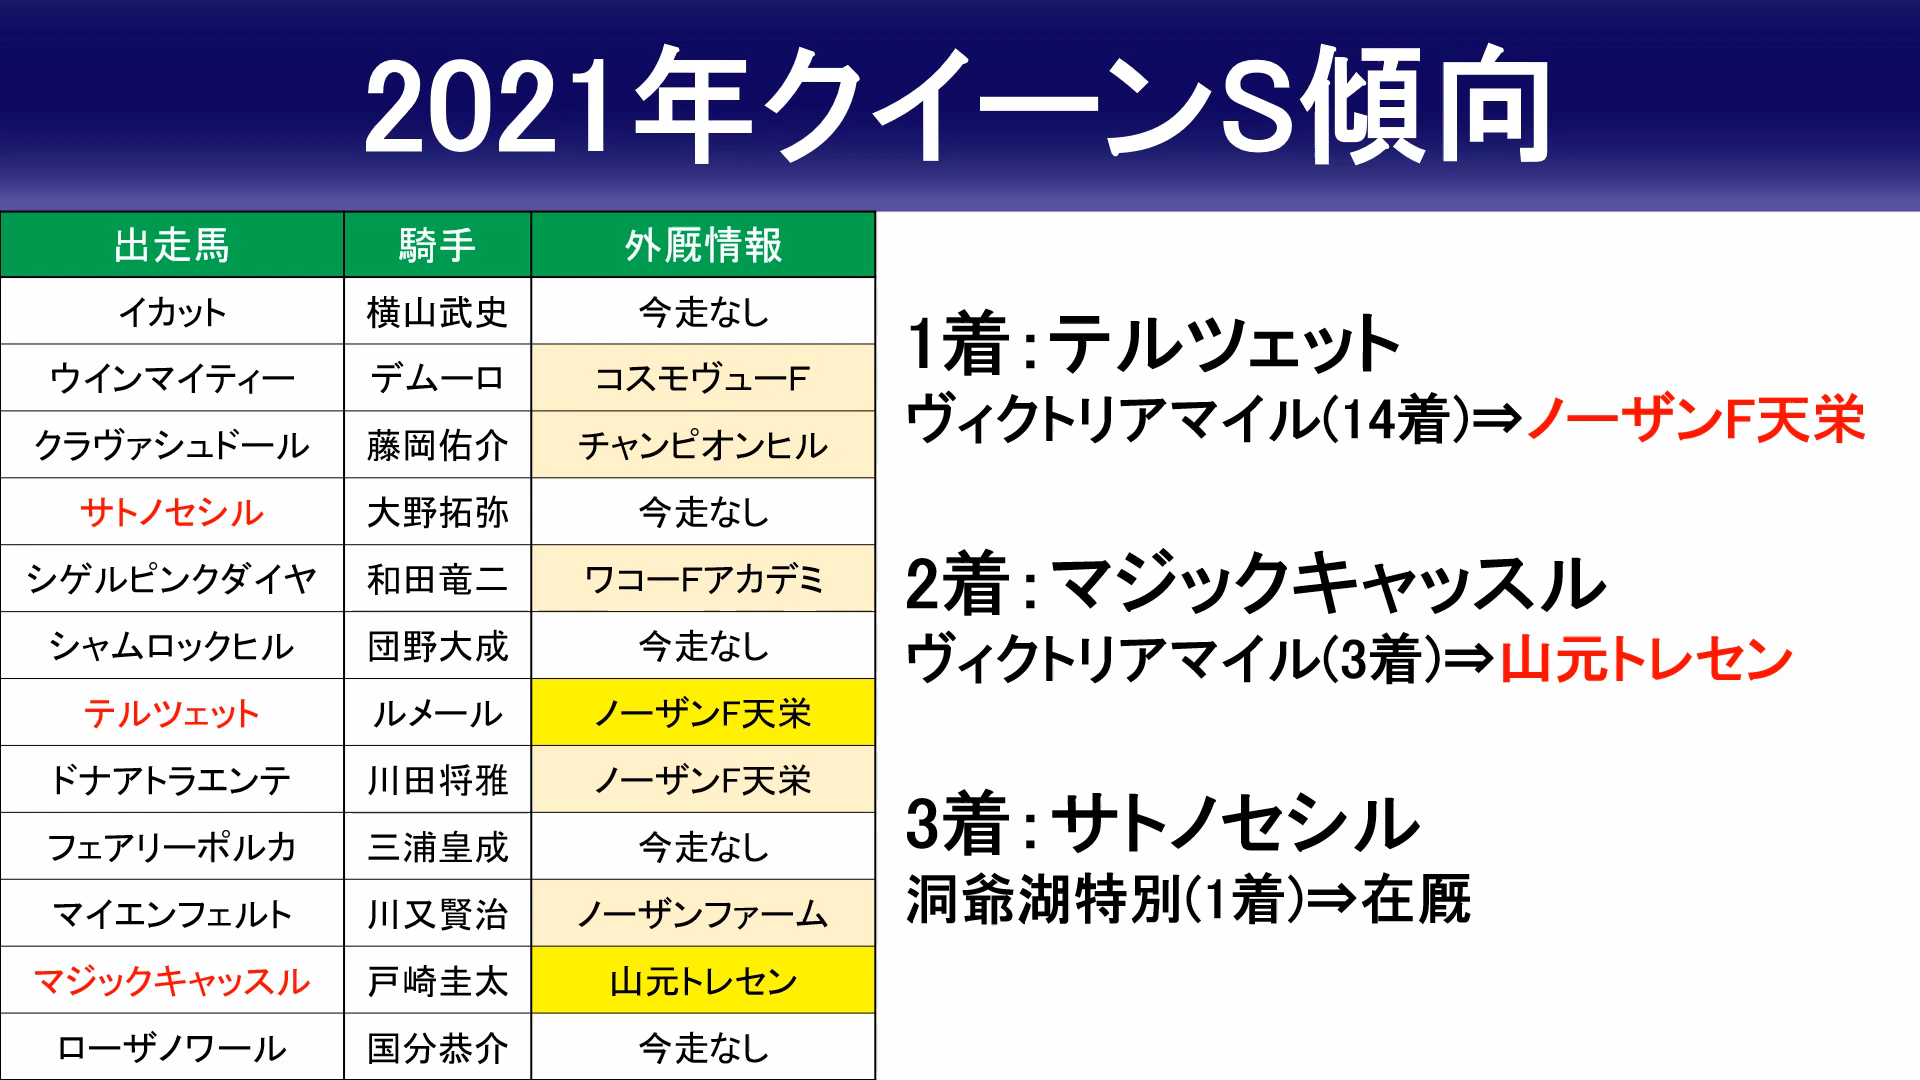 2021年クイーンS傾向
出走馬 騎手 外厩情報
イカット 横山武史 今走なし
ウインマイティー デムーロ コスモヴューF
クラヴァシュドール 藤岡佑介 チャンピオンヒル
サトノセシル 大野拓弥 今走なし
シゲルピンクダイヤ 和田竜二 ワコーFアカデミ
シャムロックヒル 団野大成 今走なし
テルツェット ルメール ノーザンF天栄
ドナアトラエンテ 川田将雅 ノーザンF天栄
フェアリーポルカ 三浦皇成 今走なし
マイエンフェルト 川又賢治 ノーザンファーム
マジックキャッスル 戸崎圭太 山元トレセン
ローザノワール 国分恭介 今走なし
1着：テルツェット
ヴィクトリアマイル(14着)⇒ノーザンF天栄
2着：マジックキャッスル
ヴィクトリアマイル(3着)⇒山元トレセン
3着：サトノセシル
洞爺湖特別(1着)⇒在厩